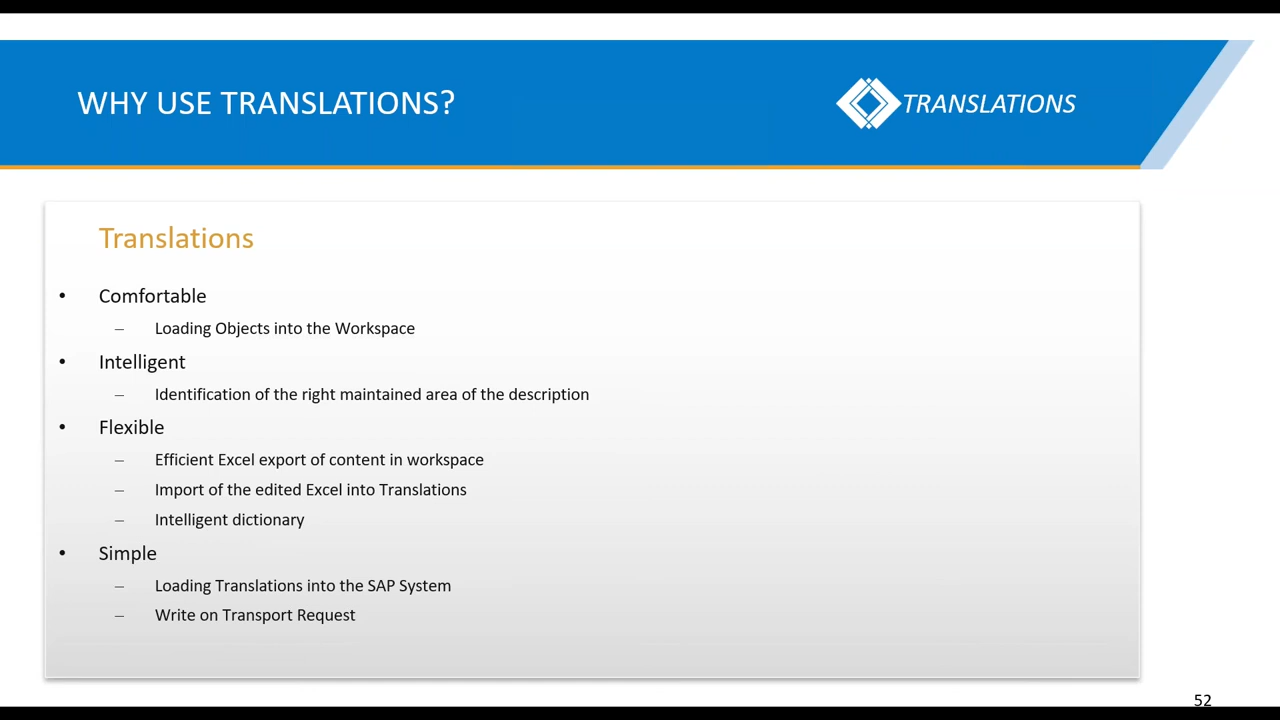 WHY USE TRANSLATIONS?
TRANSLATIONS
Translations
• Comfortable
– Loading Objects into the Workspace
• Intelligent
– Identification of the right maintained area of the description
• Flexible
– Efficient Excel export of content in workspace
– Import of the edited Excel into Translations
– Intelligent dictionary
• Simple
– Loading Translations into the SAP System
– Write on Transport Request
52